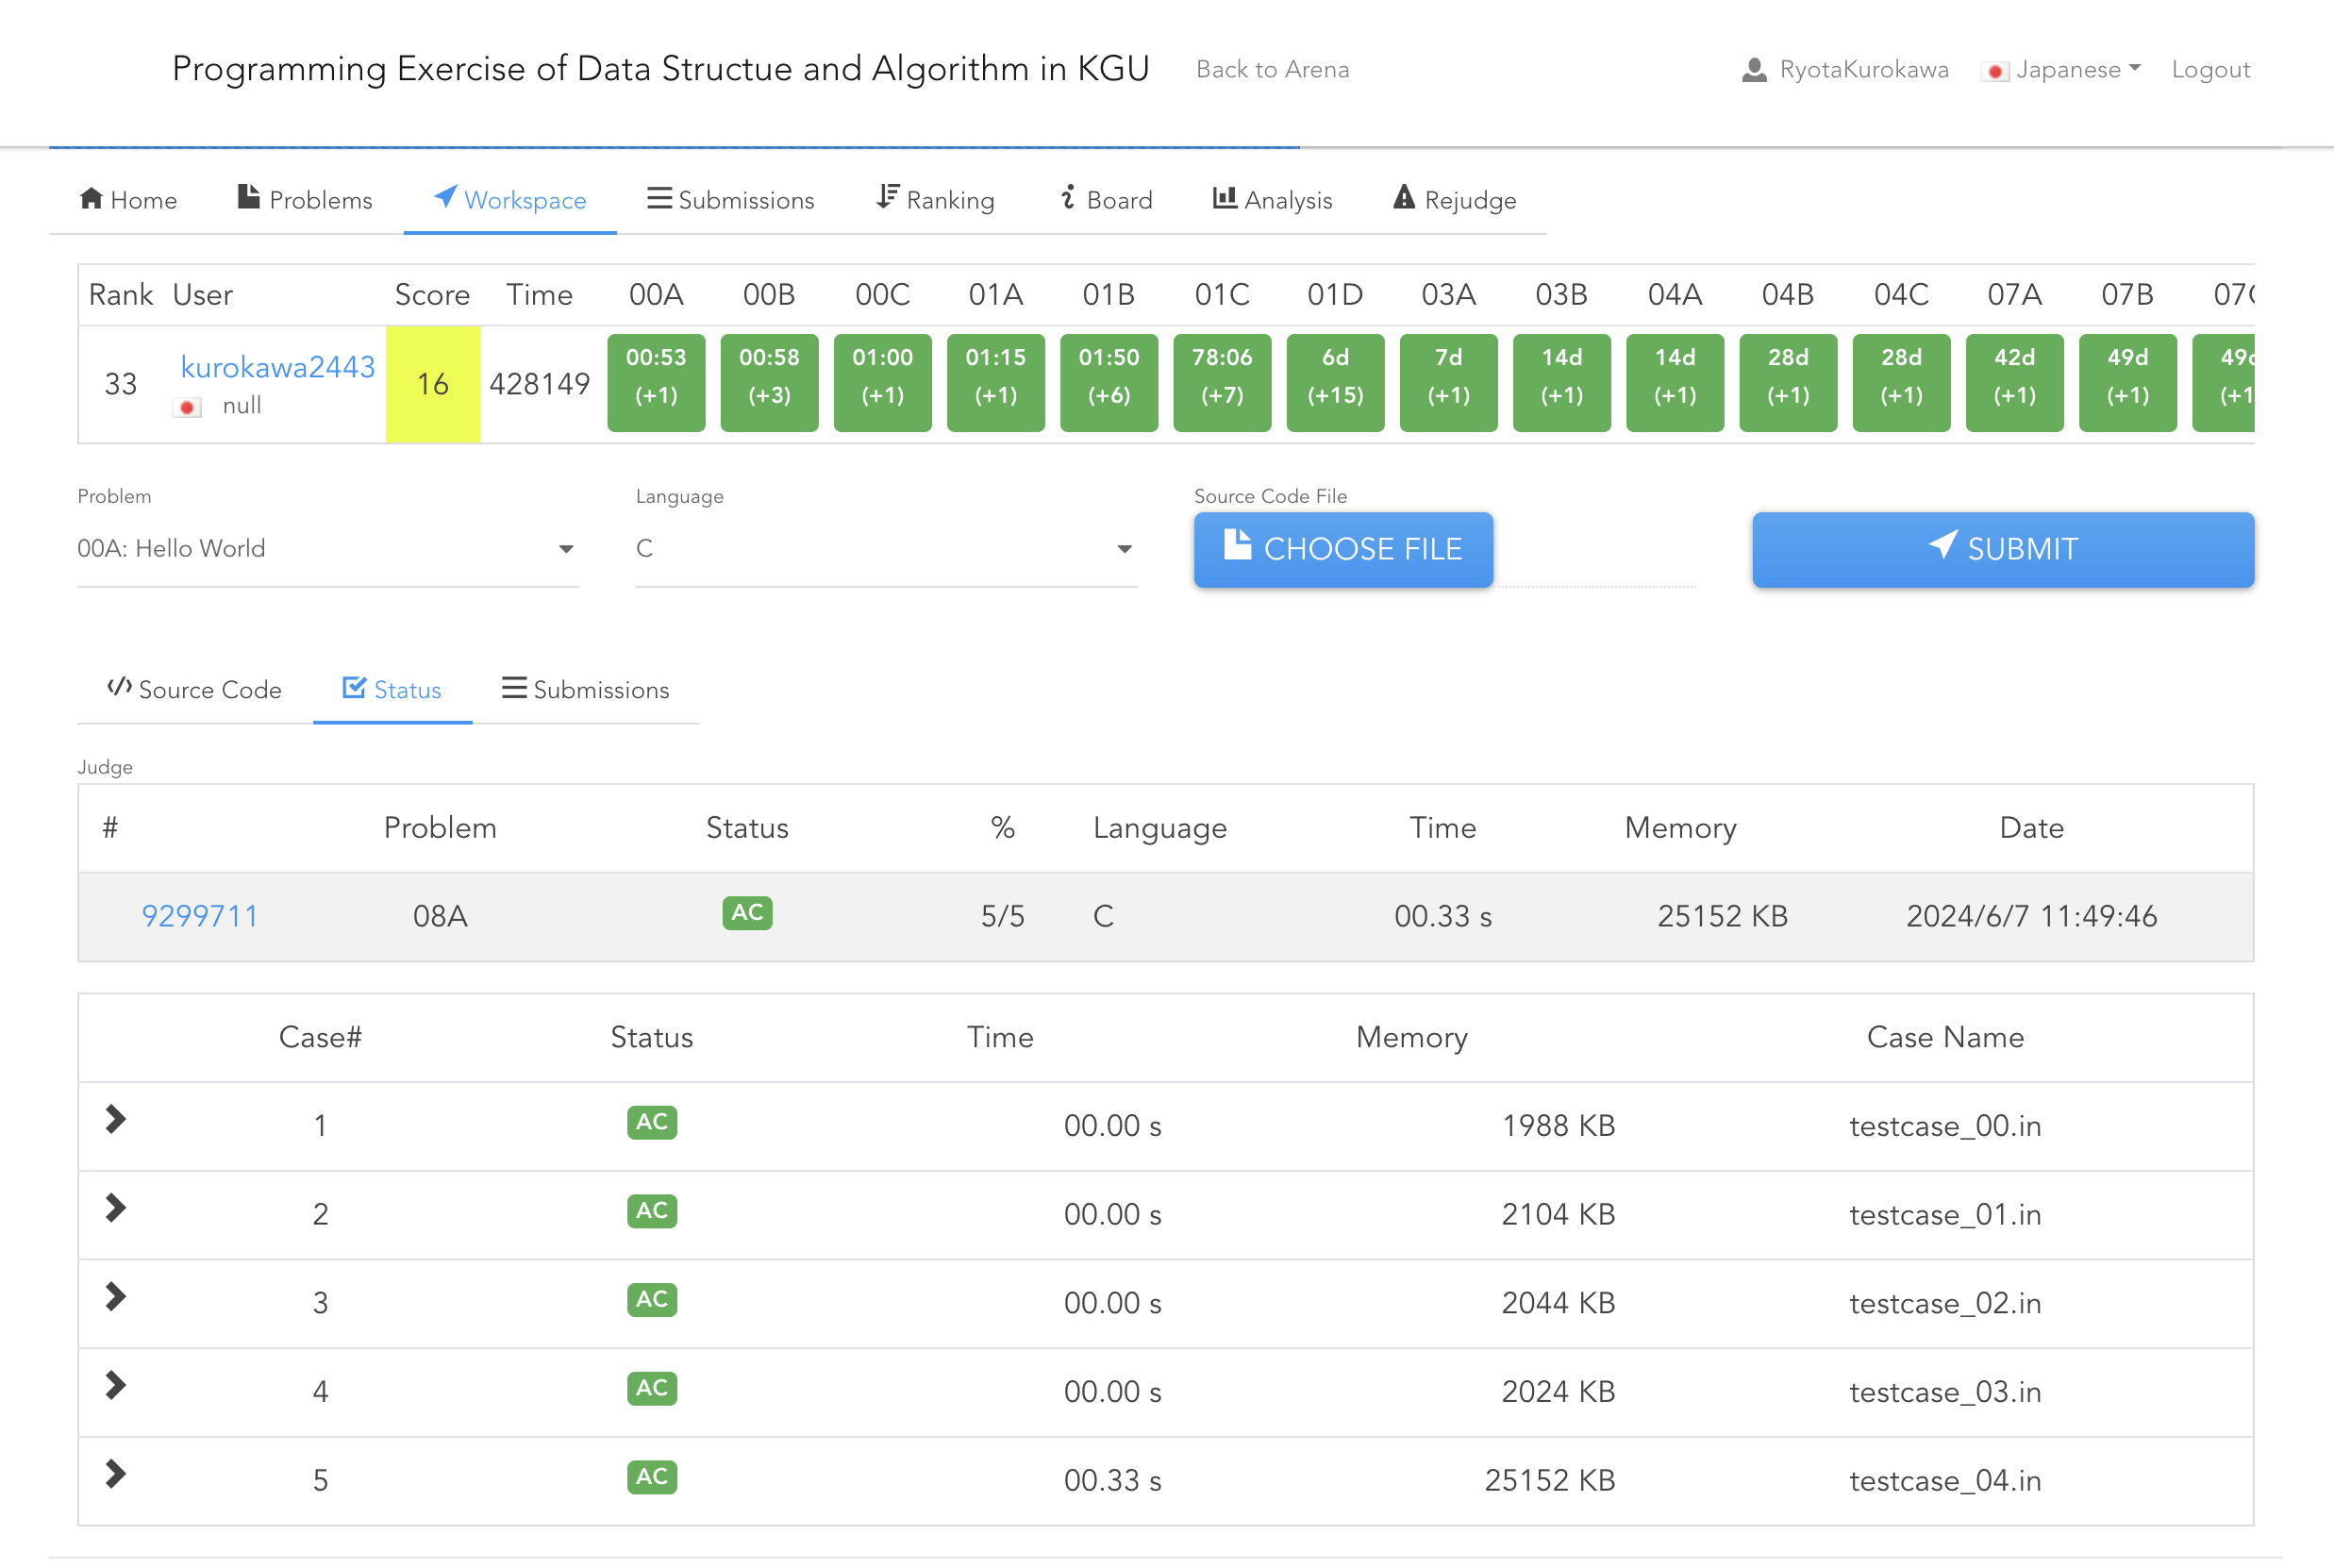 Programming Exercise of Data Structue and Algorithm in KGU Back to Arena RyotaKurokawa Japanese Logout
Home Problems Workspace Submissions Ranking Board Analysis Rejudge
Rank User Score Time 00A 00B 00C 01A 01B 01C 01D 03A 03B 04A 04B 04C 07A 07B
33 kurokawa2443 16 428149 00:53 00:58 01:00 01:15 01:50 78:06 6d 7d 14d 14d 28d 28d 42d 49d
null (+1) (+3) (+1) (+1) (+6) (+7) (+15) (+1) (+1) (+1) (+1) (+1) (+1) (+1)
Problem Language Source Code File
00A: Hello World C CHOOSE FILE SUBMIT
Source Code Status Submissions
Judge
# Problem Status % Language Time Memory Date
9299711 08A AC 5/5 C 00.33 s 25152 KB 2024/6/7 11:49:46
Case# Status Time Memory Case Name
1 AC 00.00 s 1988 KB testcase_00.in
2 AC 00.00 s 2104 KB testcase_01.in
3 AC 00.00 s 2044 KB testcase_02.in
4 AC 00.00 s 2024 KB testcase_03.in
5 AC 00.33 s 25152 KB testcase_04.in